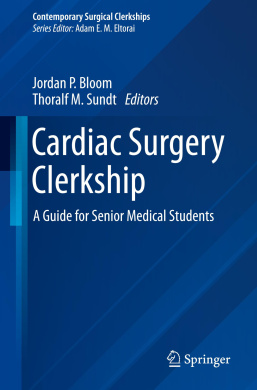 Contemporary Surgical Clerkships
Series Editor: Adam E. M. Eltorai
Jordan P. Bloom
Thoralf M. Sundt Editors
Cardiac Surgery
Clerkship
A Guide for Senior Medical Students
Springer